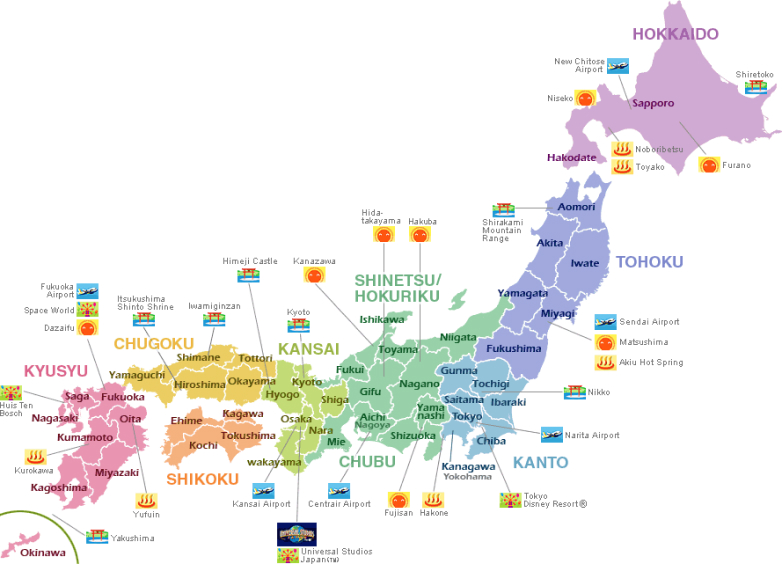 HOKKAIDO
New Chitose
Airport
Shiretoko
Niseko
Sapporo
Noboribetsu
Hakodate
Toyako
Furano
Aomori
Shirakami
Mountain
Range
Akita
Iwate
TOHOKU
Yamagata
Miyagi
Sendai Airport
Fukushima
Matsushima
Akiu Hot Spring
Hida-
takayama
Hakuba
Kanazawa
SHINETSU/
HOKURIKU
Ishikawa
Niigata
Toyama
Himeji Castle
Fukuoka
Airport
Space World
Dazaifu
Itsukushima
Shinto Shrine
Iwamiginzan
Kyoto
CHUGOKU
KANSAI
Shimane
Tottori
Yamaguchi
Hiroshima
Okayama
Hyogo
Kyoto
Shiga
Fukui
Gifu
Nagano
Gunma
Tochigi
Nikko
Saitama
Ibaraki
KYUSYU
Saga
Fukuoka
Huis Ten
Bosch
Nagasaki
Oita
Kumamoto
Kurokawa
Miyazaki
Kagoshima
Yufuin
Yakushima
Okinawa
Ehime
Kagawa
Tokushima
Kochi
SHIKOKU
Osaka
Nara
Mie
wakayama
Aichi
Nagoya
Yama
nashi
Shizuoka
Tokyo
Narita Airport
Chiba
CHUBU
KANTO
Kanagawa
Yokohama
Kansai Airport
Centrair Airport
Fujisan
Hakone
Tokyo
Disney Resort®
UNIVERSAL STUDIOS
Universal Studios
Japan(TM)